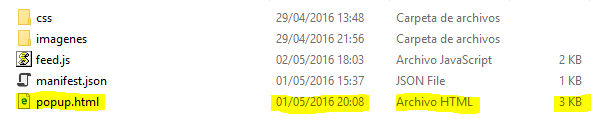 css 29/04/2016 13:48 Carpeta de archivos
imagenes 29/04/2016 21:56 Carpeta de archivos
feed.js 02/05/2016 18:03 Archivo JavaScript 2 KB
manifest.json 01/05/2016 15:37 JSON File 1 KB
popup.html 01/05/2016 20:08 Archivo HTML 3 KB